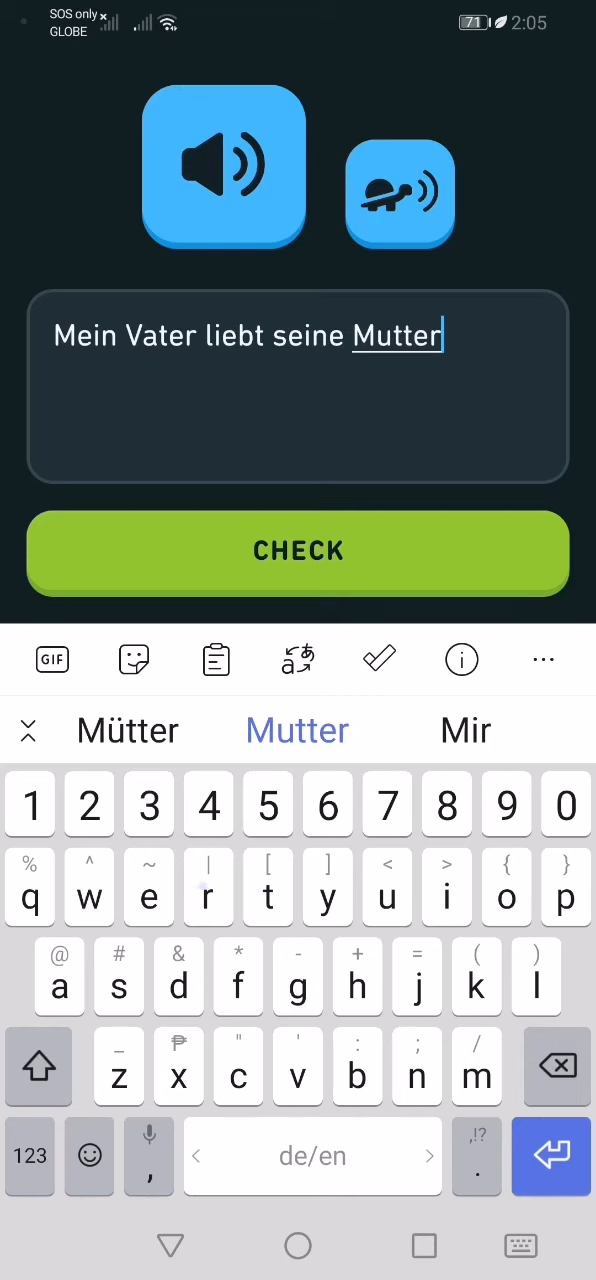 SOS only
GLOBE
71 2:05
Mein Vater liebt seine Mutter
CHECK
GIF
Mütter Mutter Mir
1 2 3 4 5 6 7 8 9 0
% ^ ~ | [ ] < > { }
q w e r t y u i o p
@ # & * - + = ( )
a s d f g h j k l
_ ₱ " ' : ; /
z x c v b n m
123 , de/en ,!? .